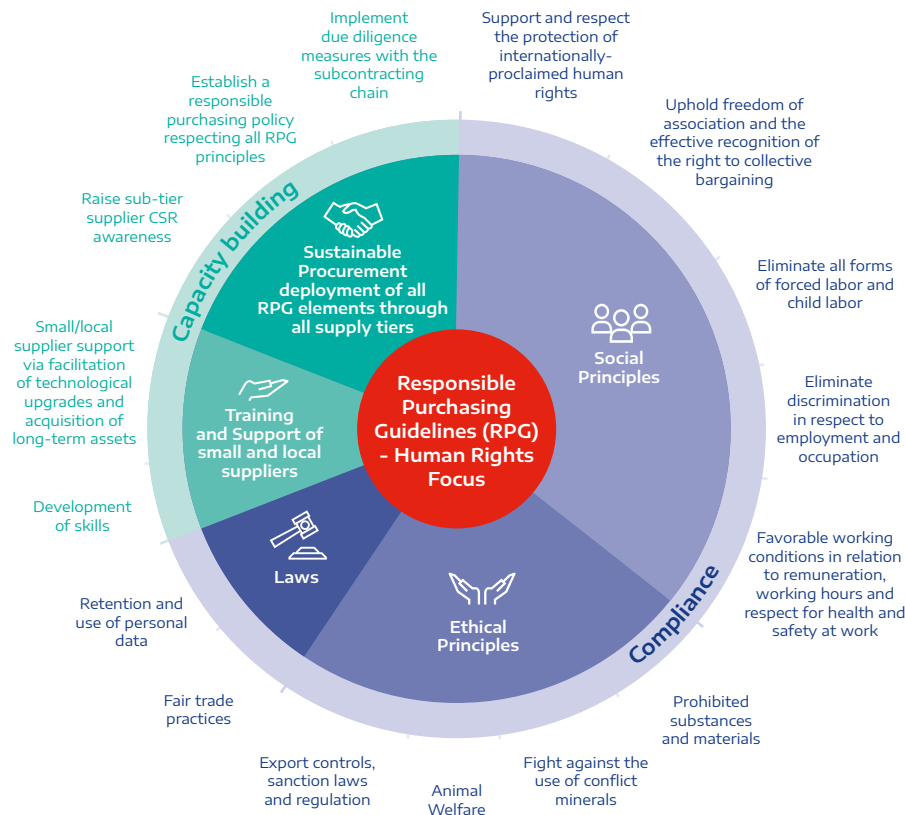 Implement
due diligence
measures with the
subcontracting
chain
Support and respect
the protection of
internationally-
proclaimed human
rights
Establish a
responsible
purchasing policy
respecting all RPG
principles
Uphold freedom of
association and the
effective recognition of
the right to collective
bargaining
Raise sub-tier
supplier CSR
awareness
Eliminate all forms
of forced labor and
child labor
Small/local
supplier support
via facilitation
of technological
upgrades and
acquisition of
long-term assets
Eliminate
discrimination
in respect to
employment and
occupation
Development
of skills
Favorable working
conditions in relation
to remuneration,
working hours and
respect for health and
safety at work
Retention and
use of personal
data
Fair trade
practices
Export controls,
sanction laws
and regulation
Animal
Welfare
Fight against the
use of conflict
minerals
Prohibited
substances
and materials
Capacity building
Compliance
Sustainable
Procurement
deployment of all
RPG elements through
all supply tiers
Social
Principles
Training
and Support of
small and local
suppliers
Laws
Ethical
Principles
Responsible
Purchasing
Guidelines (RPG)
- Human Rights
Focus